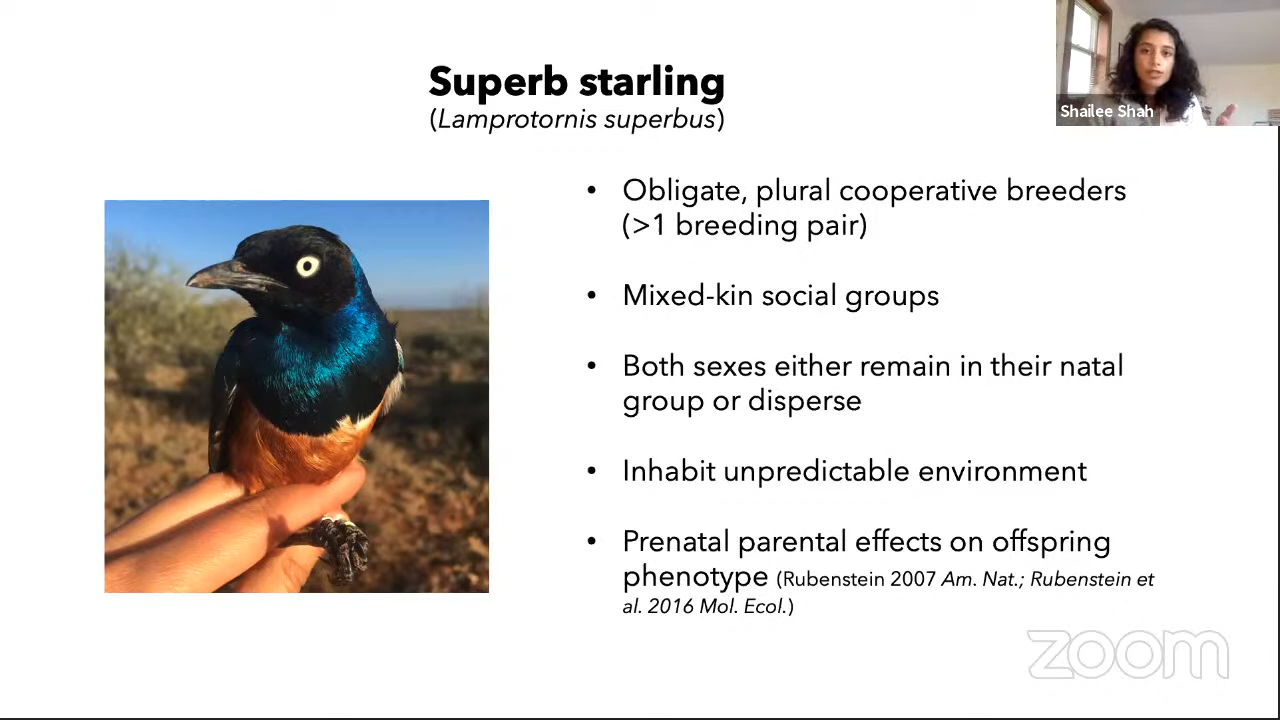 Superb starling
(Lamprotornis superbus)
Shailee Shah
• Obligate, plural cooperative breeders
(>1 breeding pair)
• Mixed-kin social groups
• Both sexes either remain in their natal
group or disperse
• Inhabit unpredictable environment
• Prenatal parental effects on offspring
phenotype (Rubenstein 2007 Am. Nat.; Rubenstein et
al. 2016 Mol. Ecol.)
zoom